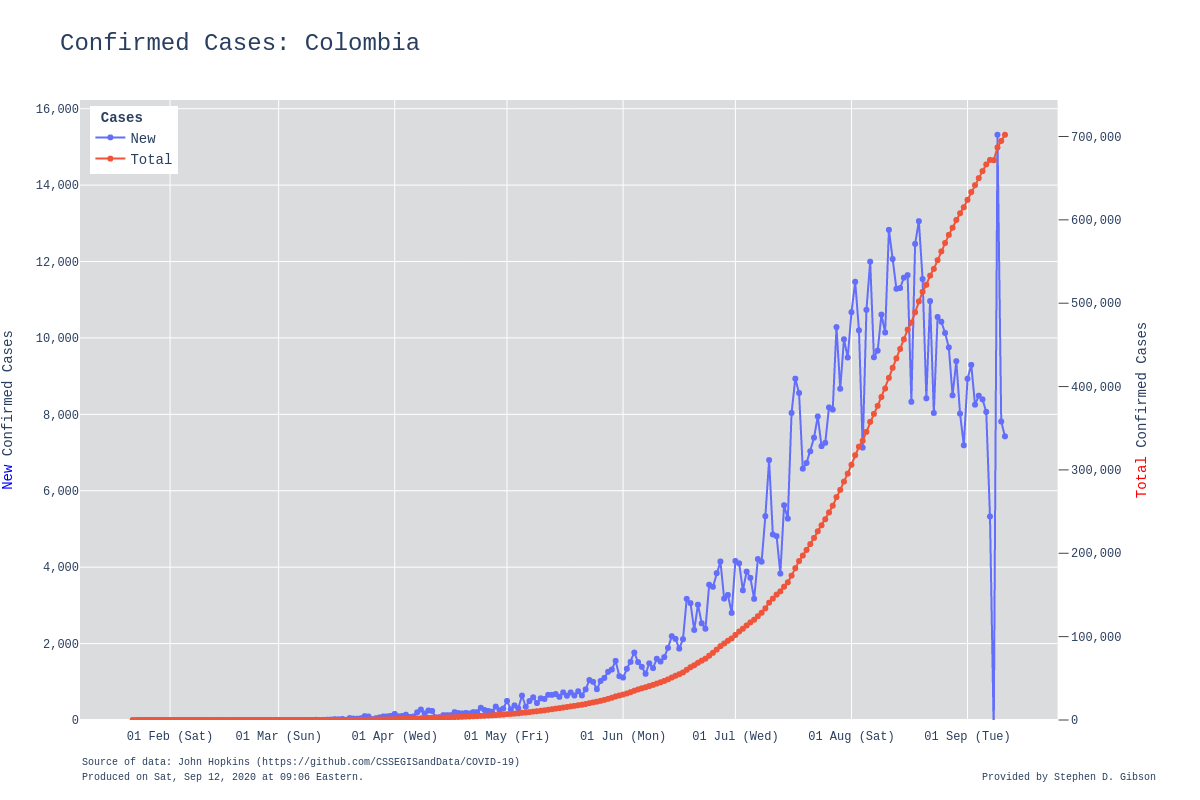 Confirmed Cases: Colombia
Cases
New
Total
16,000
14,000
12,000
10,000
8,000
6,000
4,000
2,000
0
700,000
600,000
500,000
400,000
300,000
200,000
100,000
0
New Confirmed Cases
Total Confirmed Cases
01 Feb (Sat)
01 Mar (Sun)
01 Apr (Wed)
01 May (Fri)
01 Jun (Mon)
01 Jul (Wed)
01 Aug (Sat)
01 Sep (Tue)
Source of data: John Hopkins (https://github.com/CSSEGISandData/COVID-19)
Produced on Sat, Sep 12, 2020 at 09:06 Eastern.
Provided by Stephen D. Gibson